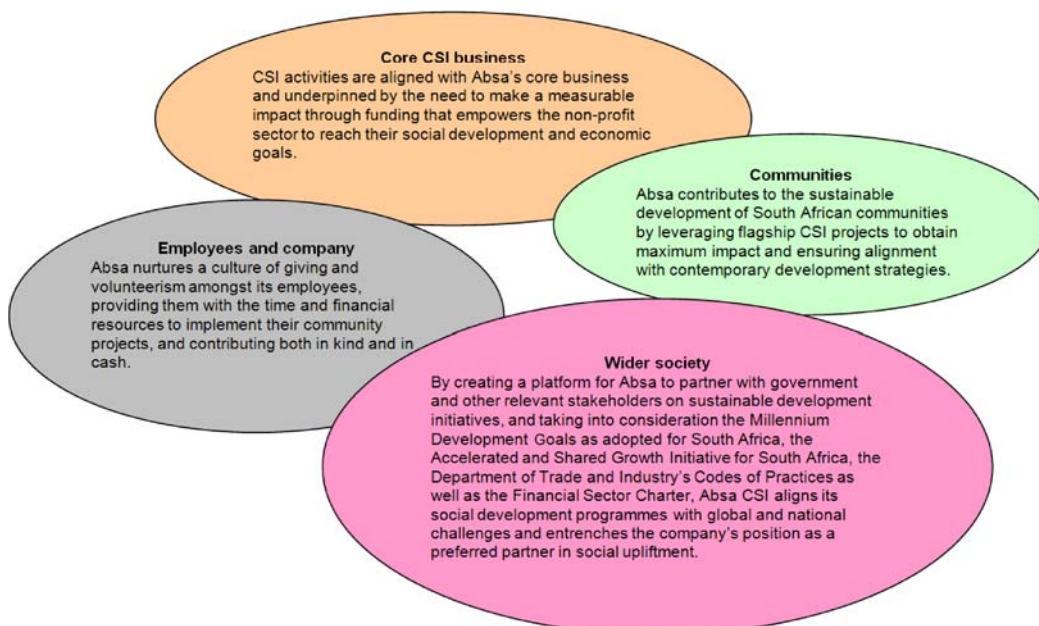 Core CSI business
CSI activities are aligned with Absa's core business
and underpinned by the need to make a measurable
impact through funding that empowers the non-profit
sector to reach their social development and economic
goals.
Communities
Absa contributes to the sustainable
development of South African communities
by leveraging flagship CSI projects to obtain
maximum impact and ensuring alignment
with contemporary development strategies.
Employees and company
Absa nurtures a culture of giving and
volunteerism amongst its employees,
providing them with the time and financial
resources to implement their community
projects, and contributing both in kind and in
cash.
Wider society
By creating a platform for Absa to partner with government
and other relevant stakeholders on sustainable development
initiatives, and taking into consideration the Millennium
Development Goals as adopted for South Africa, the
Accelerated and Shared Growth Initiative for South Africa, the
Department of Trade and Industry's Codes of Practices as
well as the Financial Sector Charter, Absa CSI aligns its
social development programmes with global and national
challenges and entrenches the company's position as a
preferred partner in social upliftment.